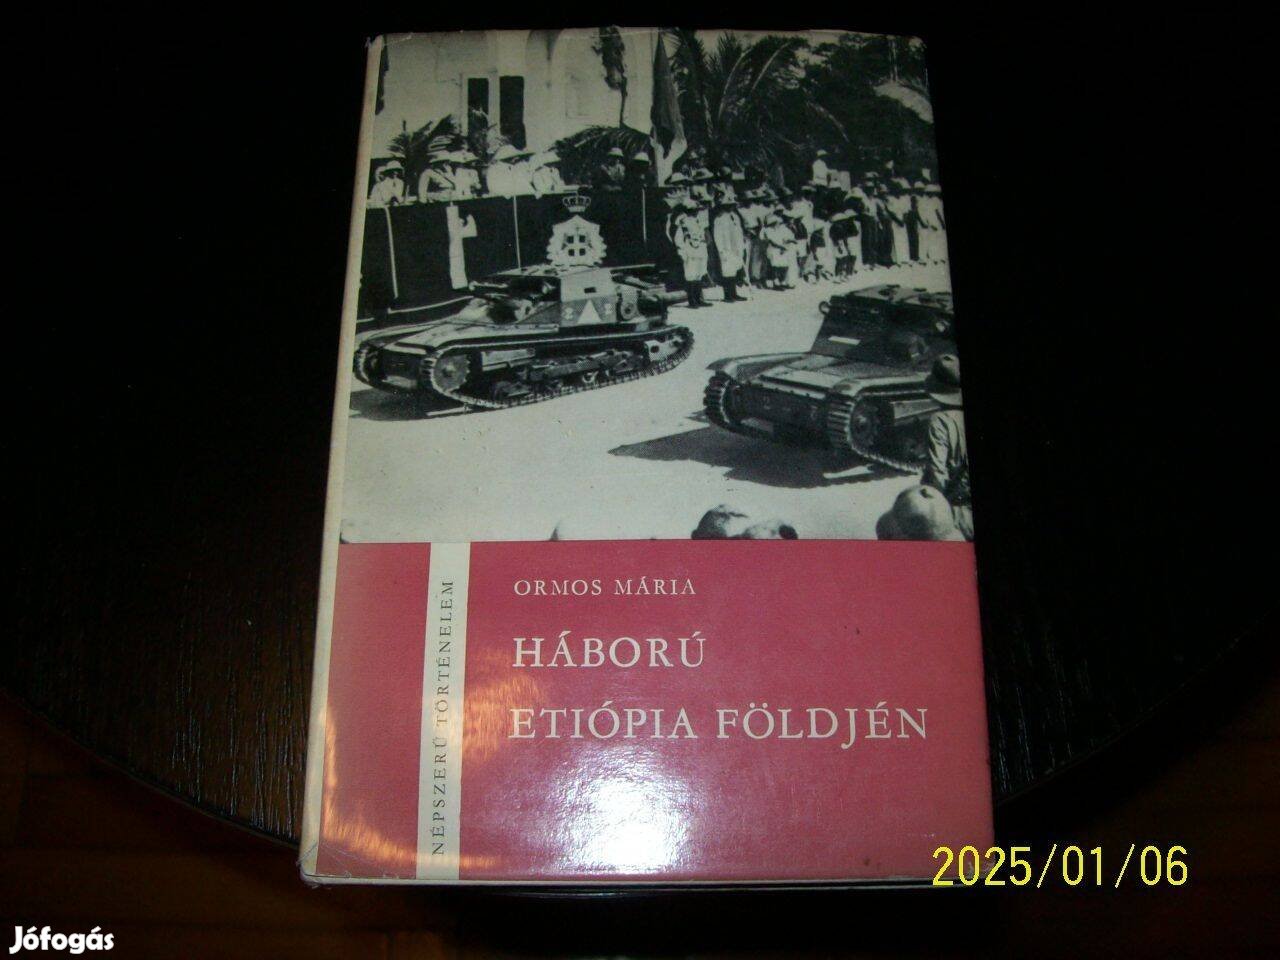 ORMOS MÁRIA
HÁBORÚ
ETIÓPIA FÖLDJÉN
NÉPSZERŰ TÖRTÉNELEM
2025/01/06
Jófogás